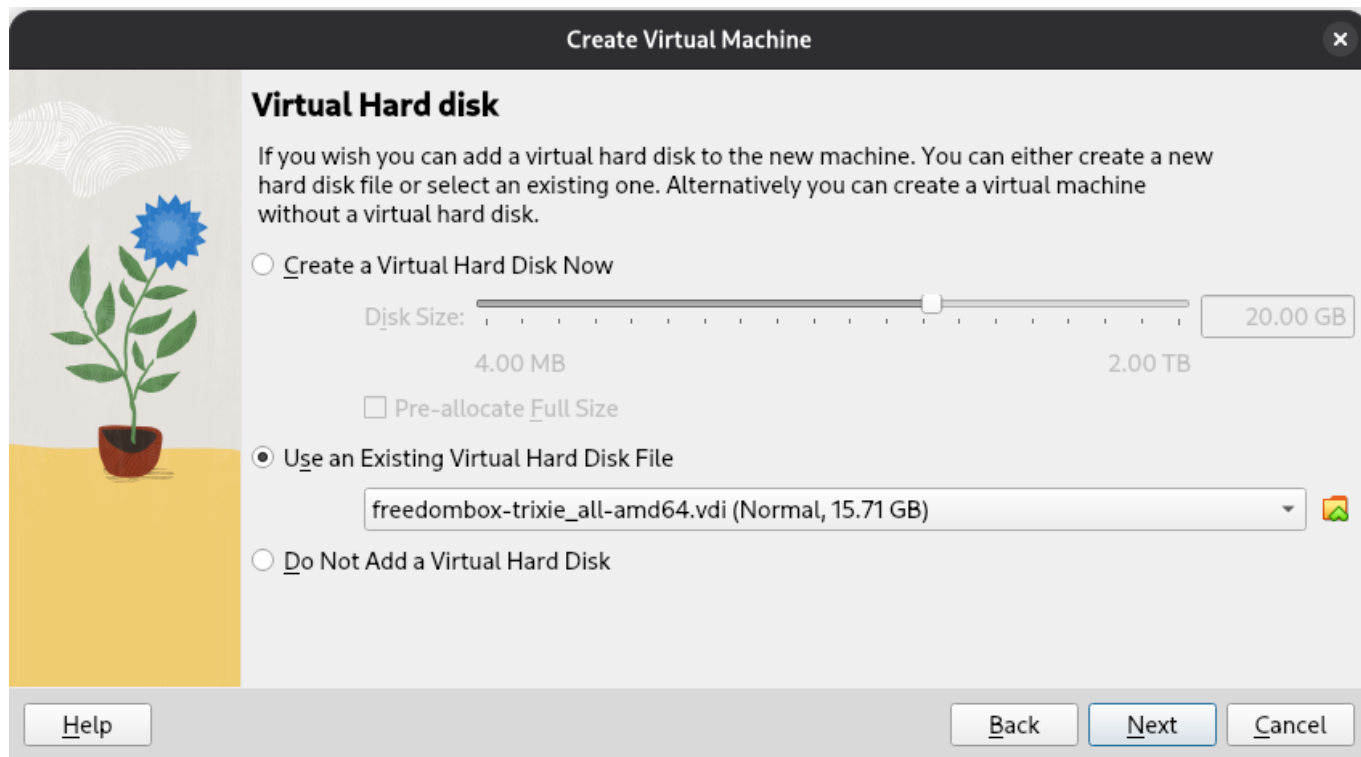 Create Virtual Machine
Virtual Hard disk
If you wish you can add a virtual hard disk to the new machine. You can either create a new
hard disk file or select an existing one. Alternatively you can create a virtual machine
without a virtual hard disk.
Create a Virtual Hard Disk Now
Disk Size: 20.00 GB
4.00 MB 2.00 TB
Pre-allocate Full Size
Use an Existing Virtual Hard Disk File
freedombox-trixie_all-amd64.vdi (Normal, 15.71 GB)
Do Not Add a Virtual Hard Disk
Help Back Next Cancel